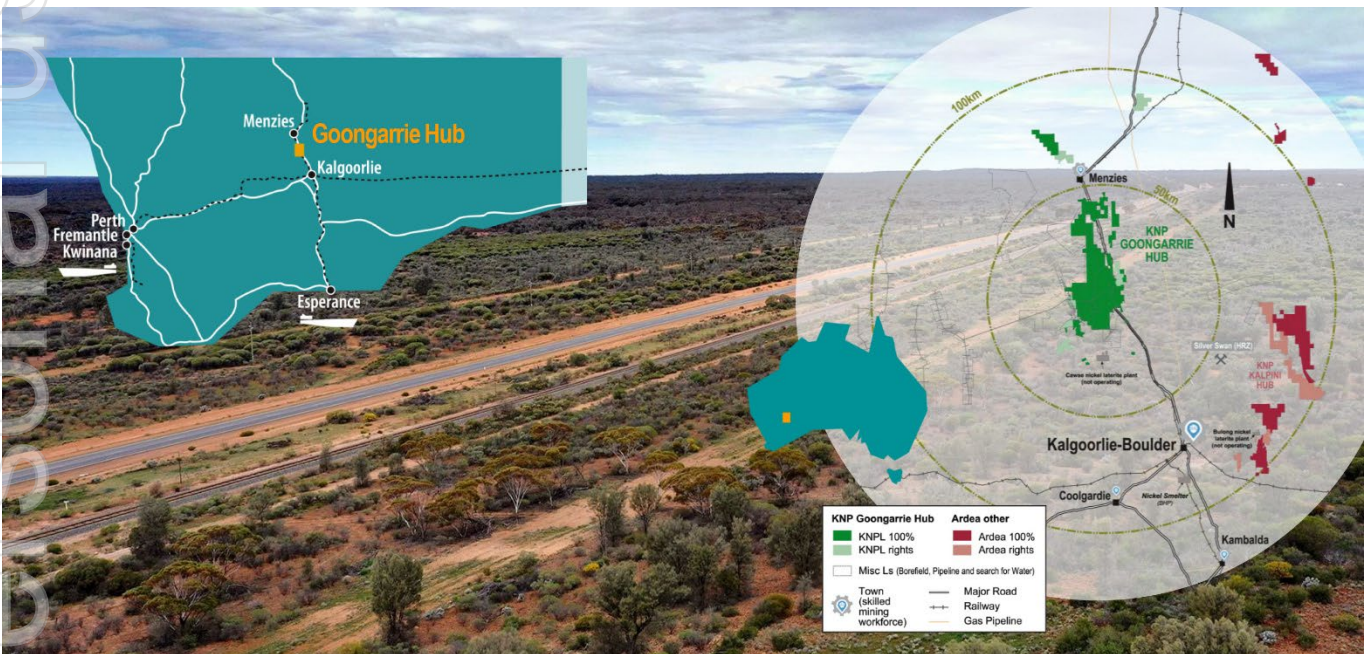 Menzies
Goongarrie Hub
Kalgoorlie
Perth
Fremantle
Kwinana
Esperance
100km
50km
Menzies
N
KNP
GOONGARRIE
HUB
Silver Swan (HRZ)
KNP
KALPINI
HUB
Cawse nickel laterite plant
(not operating)
Bulong nickel
laterite plant
(not operating)
Kalgoorlie-Boulder
Coolgardie
Nickel Smelter
(BHP)
Kambalda
KNP Goongarrie Hub
Ardea other
KNPL 100%
Ardea 100%
KNPL rights
Ardea rights
Misc Ls (Borefield, Pipeline and search for Water)
Town
(skilled
mining
workforce)
Major Road
Railway
Gas Pipeline